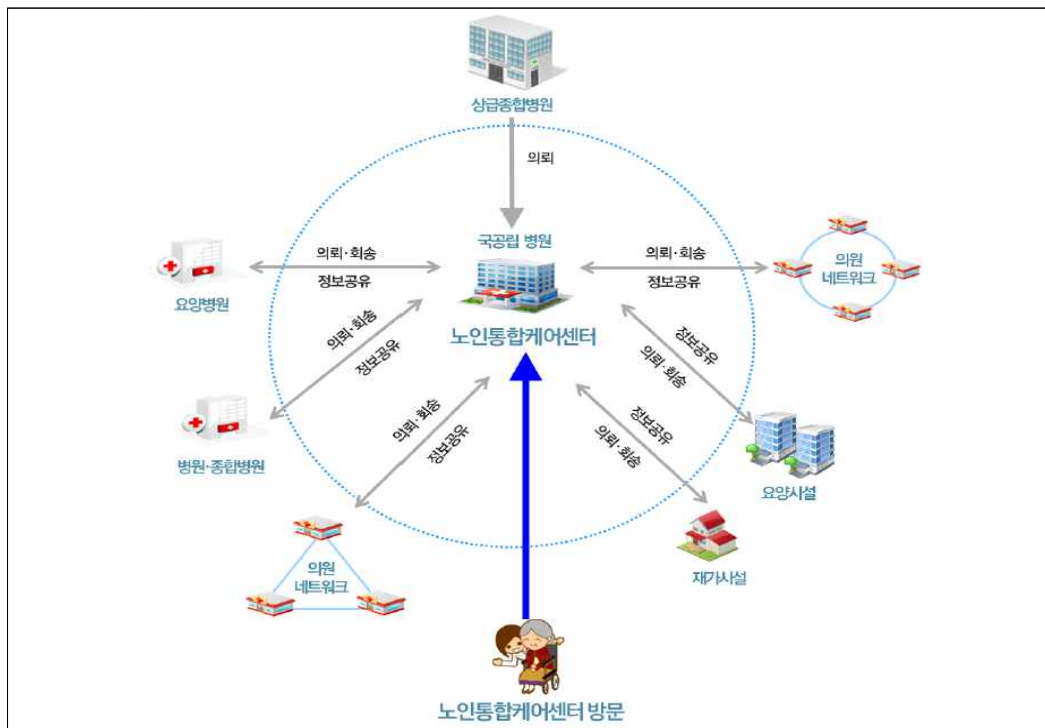 상급종합병원
의뢰
국공립 병원
의뢰·회송
정보공유
요양병원
의뢰·회송
정보공유
의원
네트워크
노인통합케어센터
의뢰·회송
정보공유
병원·종합병원
정보공유
의뢰·회송
요양시설
의뢰·회송
정보공유
의원
네트워크
정보공유
의뢰·회송
재가시설
노인통합케어센터 방문